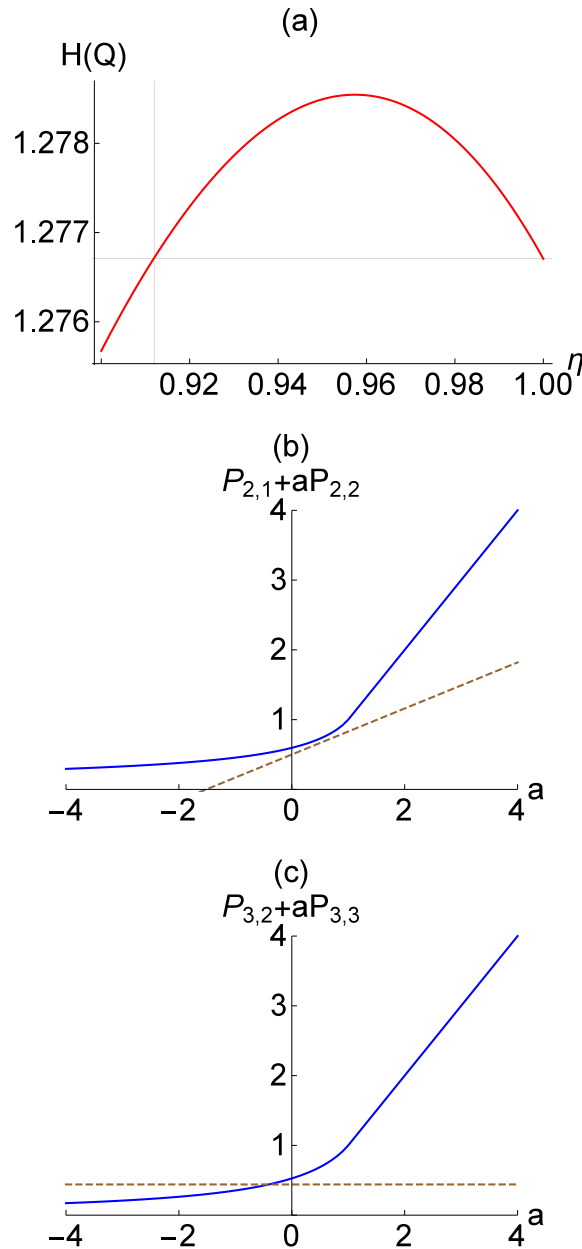 (a)
H(Q)
1.278
1.277
1.276
0.92 0.94 0.96 0.98 1.00 η
(b)
P2,1+aP2,2
4
3
2
1
−4 −2 0 2 4 a
(c)
P3,2+aP3,3
4
3
2
1
−4 −2 0 2 4 a